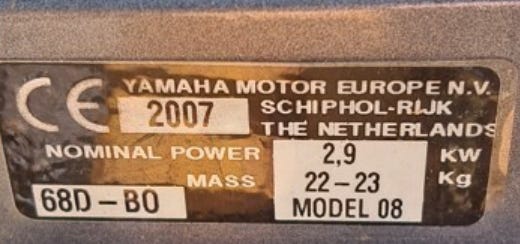 CE YAMAHA MOTOR EUROPE N.V.
2007 SCHIPHOL-RIJK
THE NETHERLANDS
NOMINAL POWER 2,9 KW
MASS 22-23 Kg
68D-BO MODEL 08